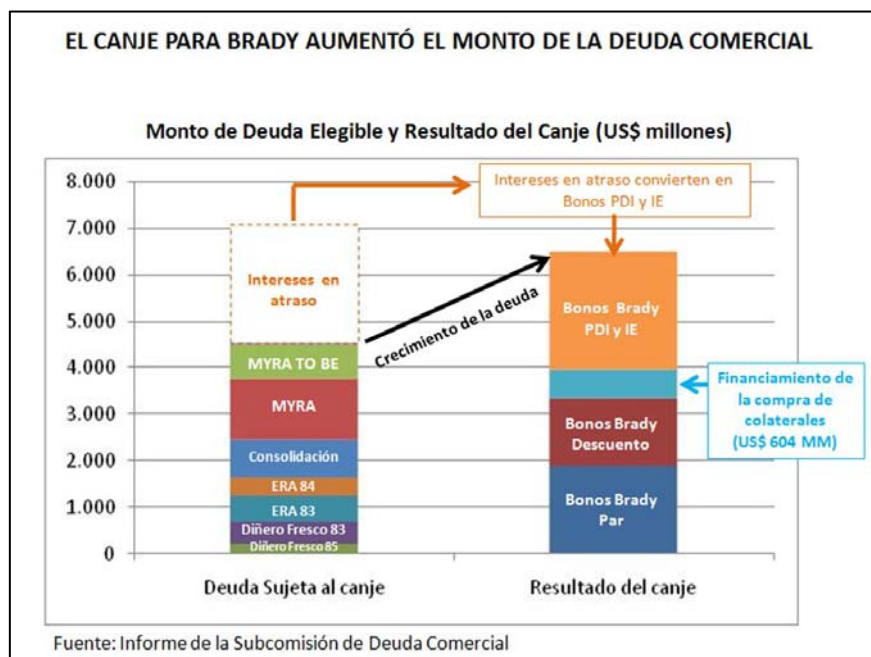 EL CANJE PARA BRADY AUMENTÓ EL MONTO DE LA DEUDA COMERCIAL
Monto de Deuda Elegible y Resultado del Canje (US$ millones)
8.000
7.000
6.000
5.000
4.000
3.000
2.000
1.000
0
Intereses en
atraso
MYRA TO BE
MYRA
Consolidación
ERA 84
ERA 83
Diñero Fresco 83
Diñero Fresco 85
Crecimiento de la deuda
Intereses en atraso convierten en
Bonos PDI y IE
Bonos Brady
PDI y IE
Bonos Brady
Descuento
Bonos Brady
Par
Financiamiento de
la compra de
colaterales
(US$ 604 MM)
Deuda Sujeta al canje
Resultado del canje
Fuente: Informe de la Subcomisión de Deuda Comercial